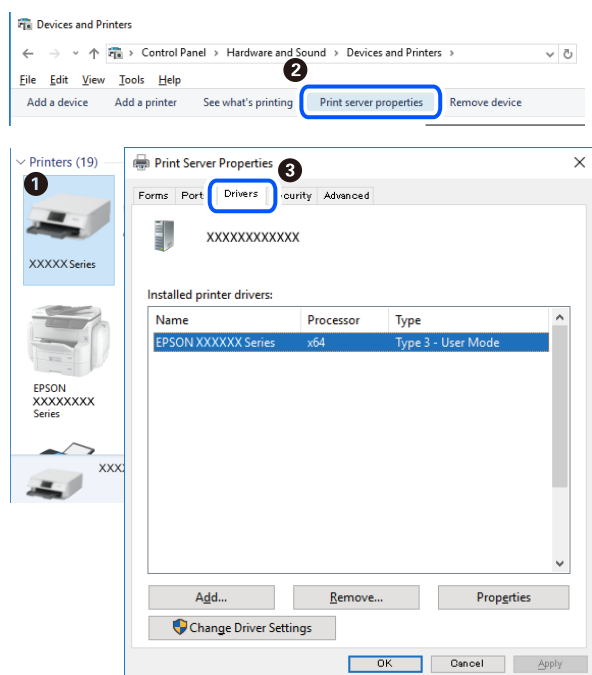 Devices and Printers
Control Panel > Hardware and Sound > Devices and Printers >
2
File Edit View Tools Help
Add a device Add a printer See what's printing Print server properties Remove device
Printers (19)
1
XXXXX Series
EPSON
XXXXXXXX
Series
XXX
Print Server Properties
3
Forms Port Drivers curity Advanced
XXXXXXXXXXXX
Installed printer drivers:
Name Processor Type
EPSON XXXXXX Series x64 Type 3 - User Mode
Add... Remove... Properties
Change Driver Settings
OK Cancel Apply